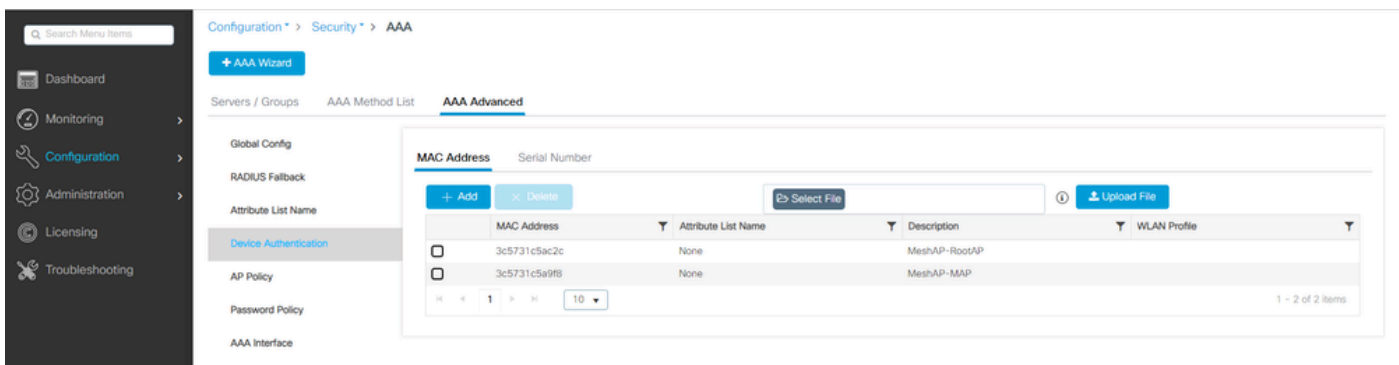 Search Menu Items
Dashboard
Monitoring
Configuration
Administration
Licensing
Troubleshooting
Configuration > Security > AAA
+ AAA Wizard
Servers / Groups AAA Method List AAA Advanced
Global Config
RADIUS Fallback
Attribute List Name
Device Authentication
AP Policy
Password Policy
AAA Interface
MAC Address Serial Number
+ Add × Delete Select File Upload File
MAC Address Attribute List Name Description WLAN Profile
3c5731c5ac2c None MeshAP-RootAP
3c5731c5a9f8 None MeshAP-MAP
1 10 1 - 2 of 2 items